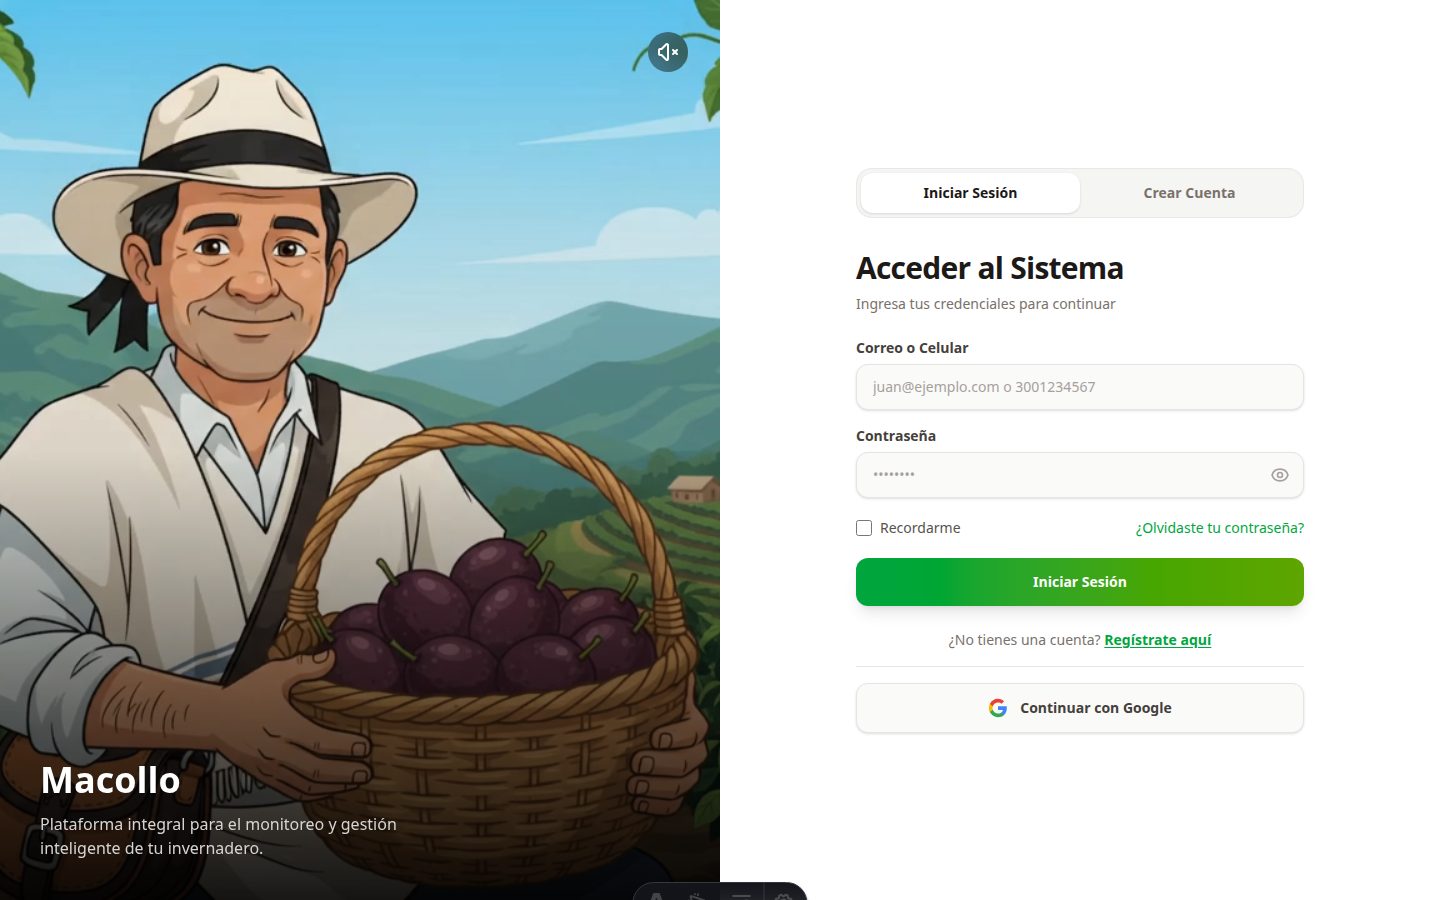 Iniciar Sesión
Crear Cuenta
Acceder al Sistema
Ingresa tus credenciales para continuar
Correo o Celular
juan@ejemplo.com o 3001234567
Contraseña
••••••••
Recordarme
¿Olvidaste tu contraseña?
Iniciar Sesión
¿No tienes una cuenta? Regístrate aquí
Continuar con Google
Macollo
Plataforma integral para el monitoreo y gestión
inteligente de tu invernadero.